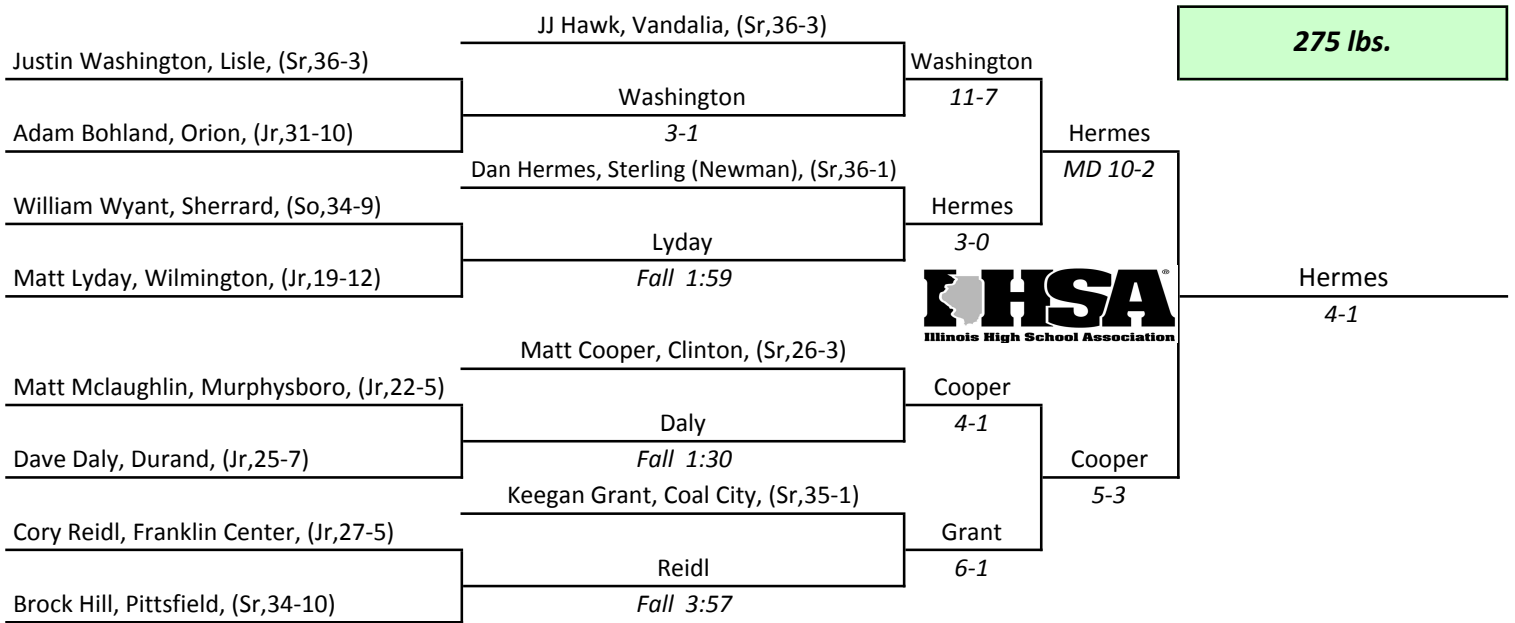 JJ Hawk, Vandalia, (Sr,36-3)
275 lbs.
Justin Washington, Lisle, (Sr,36-3)
Washington
Washington
11-7
Adam Bohland, Orion, (Jr,31-10)
3-1
Hermes
Dan Hermes, Sterling (Newman), (Sr,36-1)
MD 10-2
William Wyant, Sherrard, (So,34-9)
Hermes
Lyday
3-0
Matt Lyday, Wilmington, (Jr,19-12)
Fall 1:59
IHSA®
Illinois High School Association
Hermes
4-1
Matt Cooper, Clinton, (Sr,26-3)
Matt Mclaughlin, Murphysboro, (Jr,22-5)
Cooper
Daly
4-1
Dave Daly, Durand, (Jr,25-7)
Fall 1:30
Cooper
Keegan Grant, Coal City, (Sr,35-1)
5-3
Cory Reidl, Franklin Center, (Jr,27-5)
Grant
Reidl
6-1
Brock Hill, Pittsfield, (Sr,34-10)
Fall 3:57